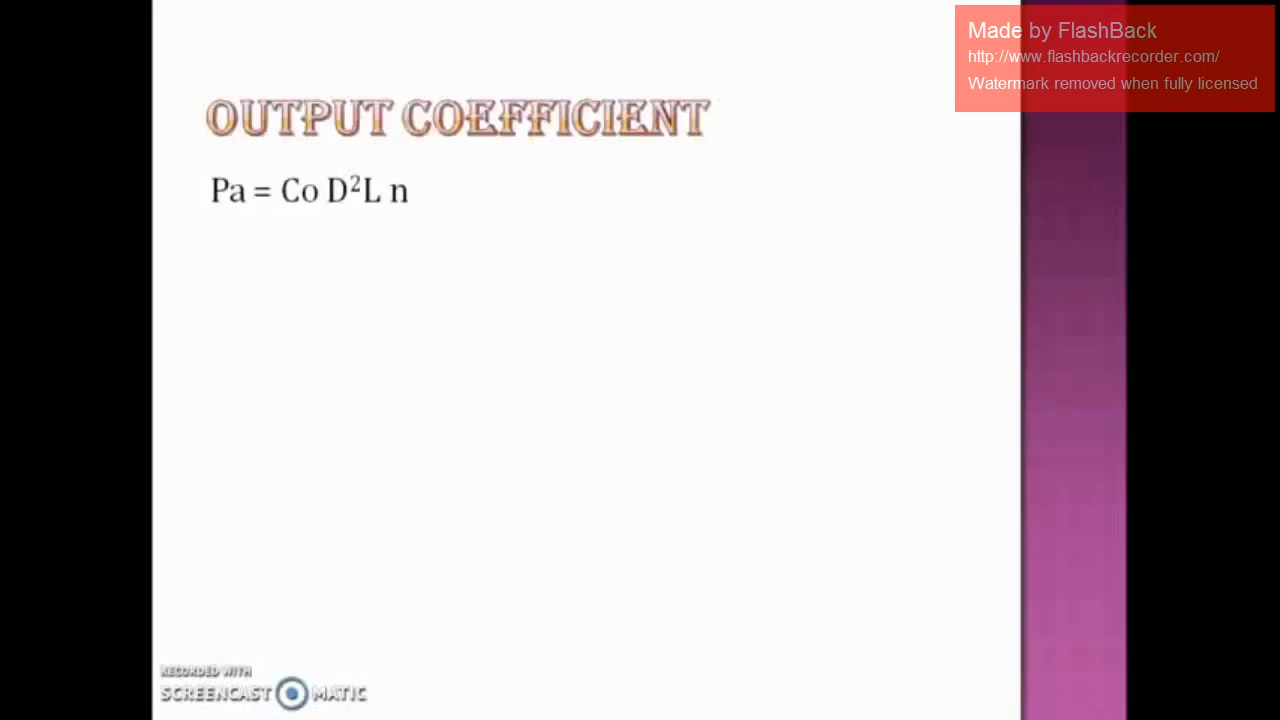 Made by FlashBack
http://www.flashbackrecorder.com/
Watermark removed when fully licensed
OUTPUT COEFFICIENT
Pa = Co D²L n
RECORDED WITH
SCREENCAST MATIC